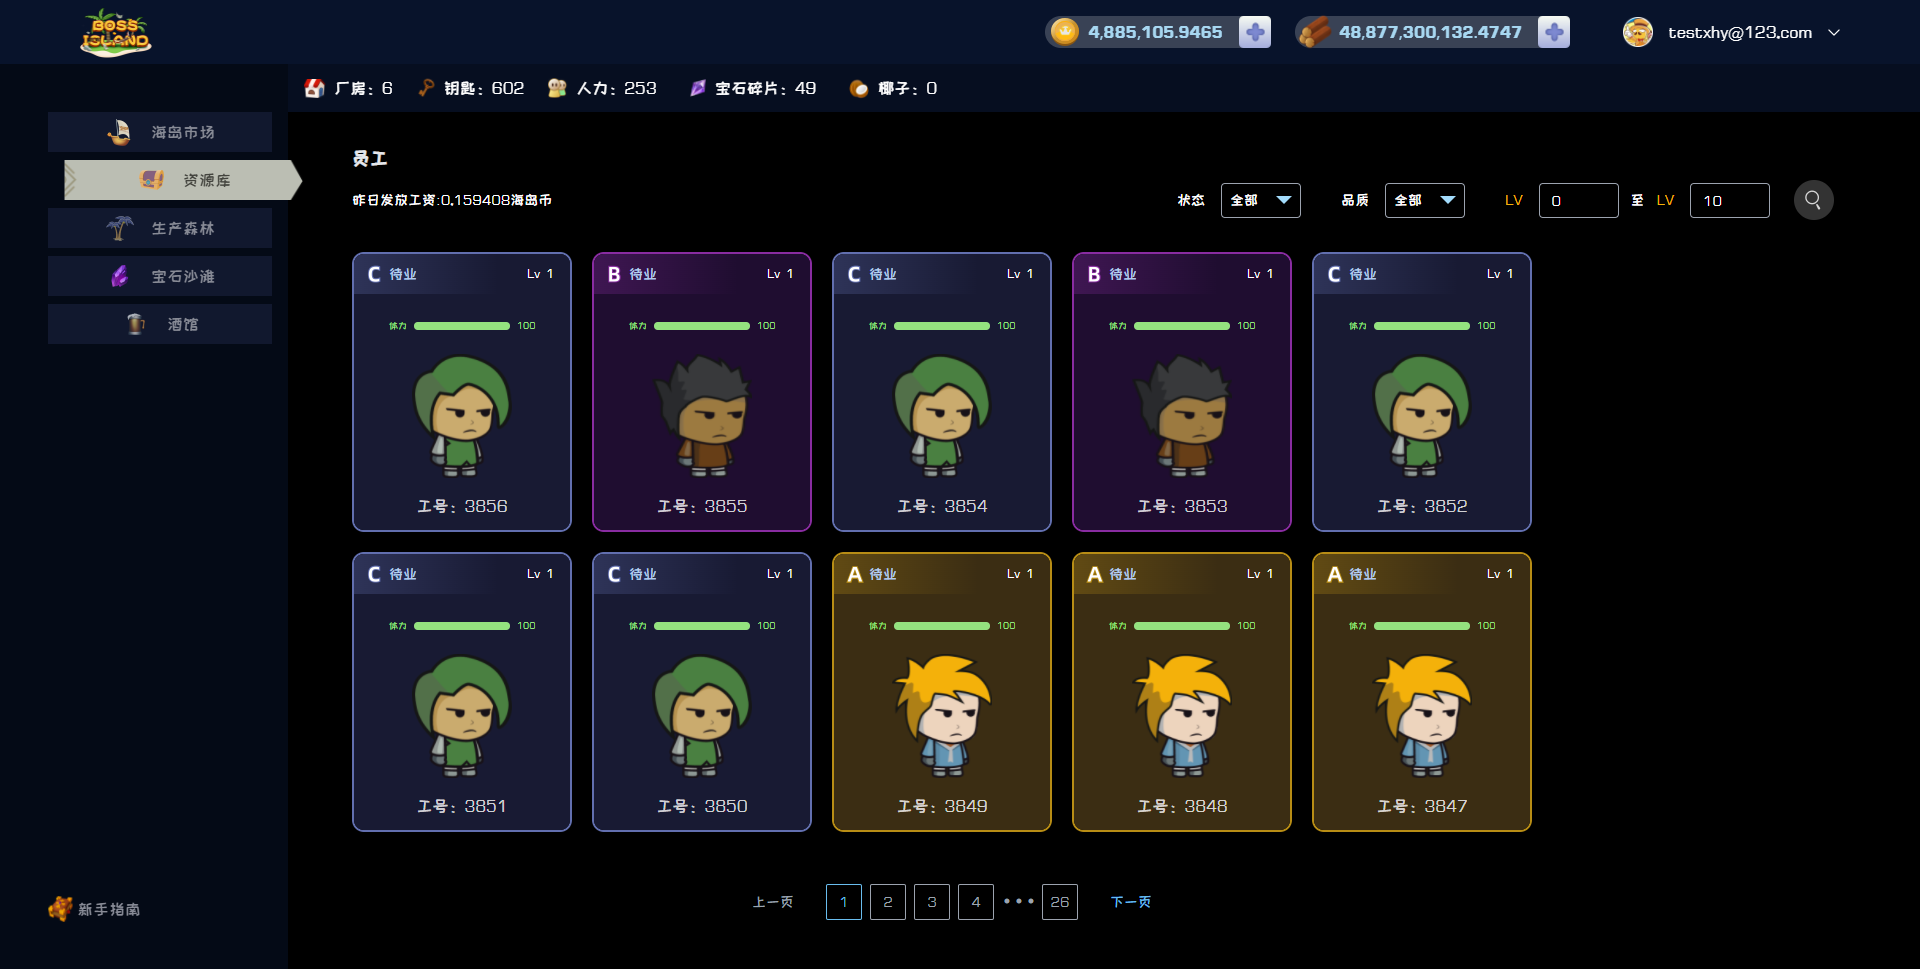 BOSS ISLAND
4,885,105.9465
48,877,300,132.4747
testxhy@123.com
厂房：6 钥匙：602 人力：253 宝石碎片：49 椰子：0
海岛市场
资源库
生产森林
宝石沙滩
酒馆
新手指南
员工
昨日发放工资:0.159408海岛币
状态 全部 品质 全部 LV 0 至 LV 10
C 待业 Lv 1
体力 100
工号：3856
B 待业 Lv 1
体力 100
工号：3855
C 待业 Lv 1
体力 100
工号：3854
B 待业 Lv 1
体力 100
工号：3853
C 待业 Lv 1
体力 100
工号：3852
C 待业 Lv 1
体力 100
工号：3851
C 待业 Lv 1
体力 100
工号：3850
A 待业 Lv 1
体力 100
工号：3849
A 待业 Lv 1
体力 100
工号：3848
A 待业 Lv 1
体力 100
工号：3847
上一页 1 2 3 4 ••• 26 下一页